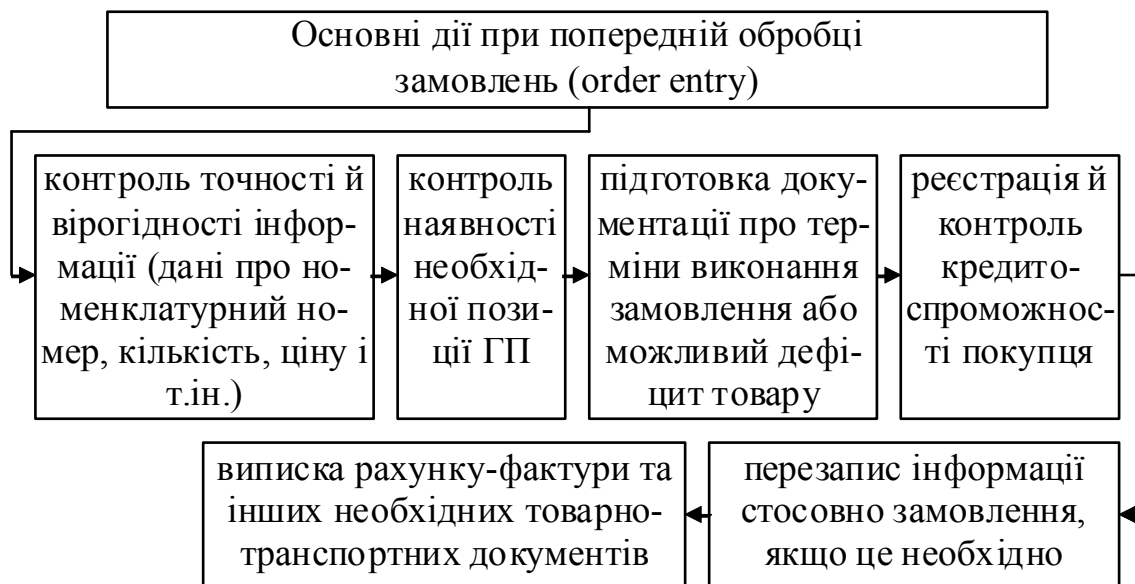 Основні дії при попередній обробці
замовлень (order entry)
контроль точності й
вірогідності інфор-
мації (дані про но-
менклатурний но-
мер, кількість, ціну і
т.ін.)
контроль
наявності
необхід-
ної пози-
ції ГП
підготовка доку-
ментації про тер-
міни виконання
замовлення або
можливий дефі-
цит товару
реєстрація й
контроль
кредито-
спроможнос-
ті покупця
перезапис інформації
стосовно замовлення,
якщо це необхідно
виписка рахунку-фактури та
інших необхідних товарно-
транспортних документів